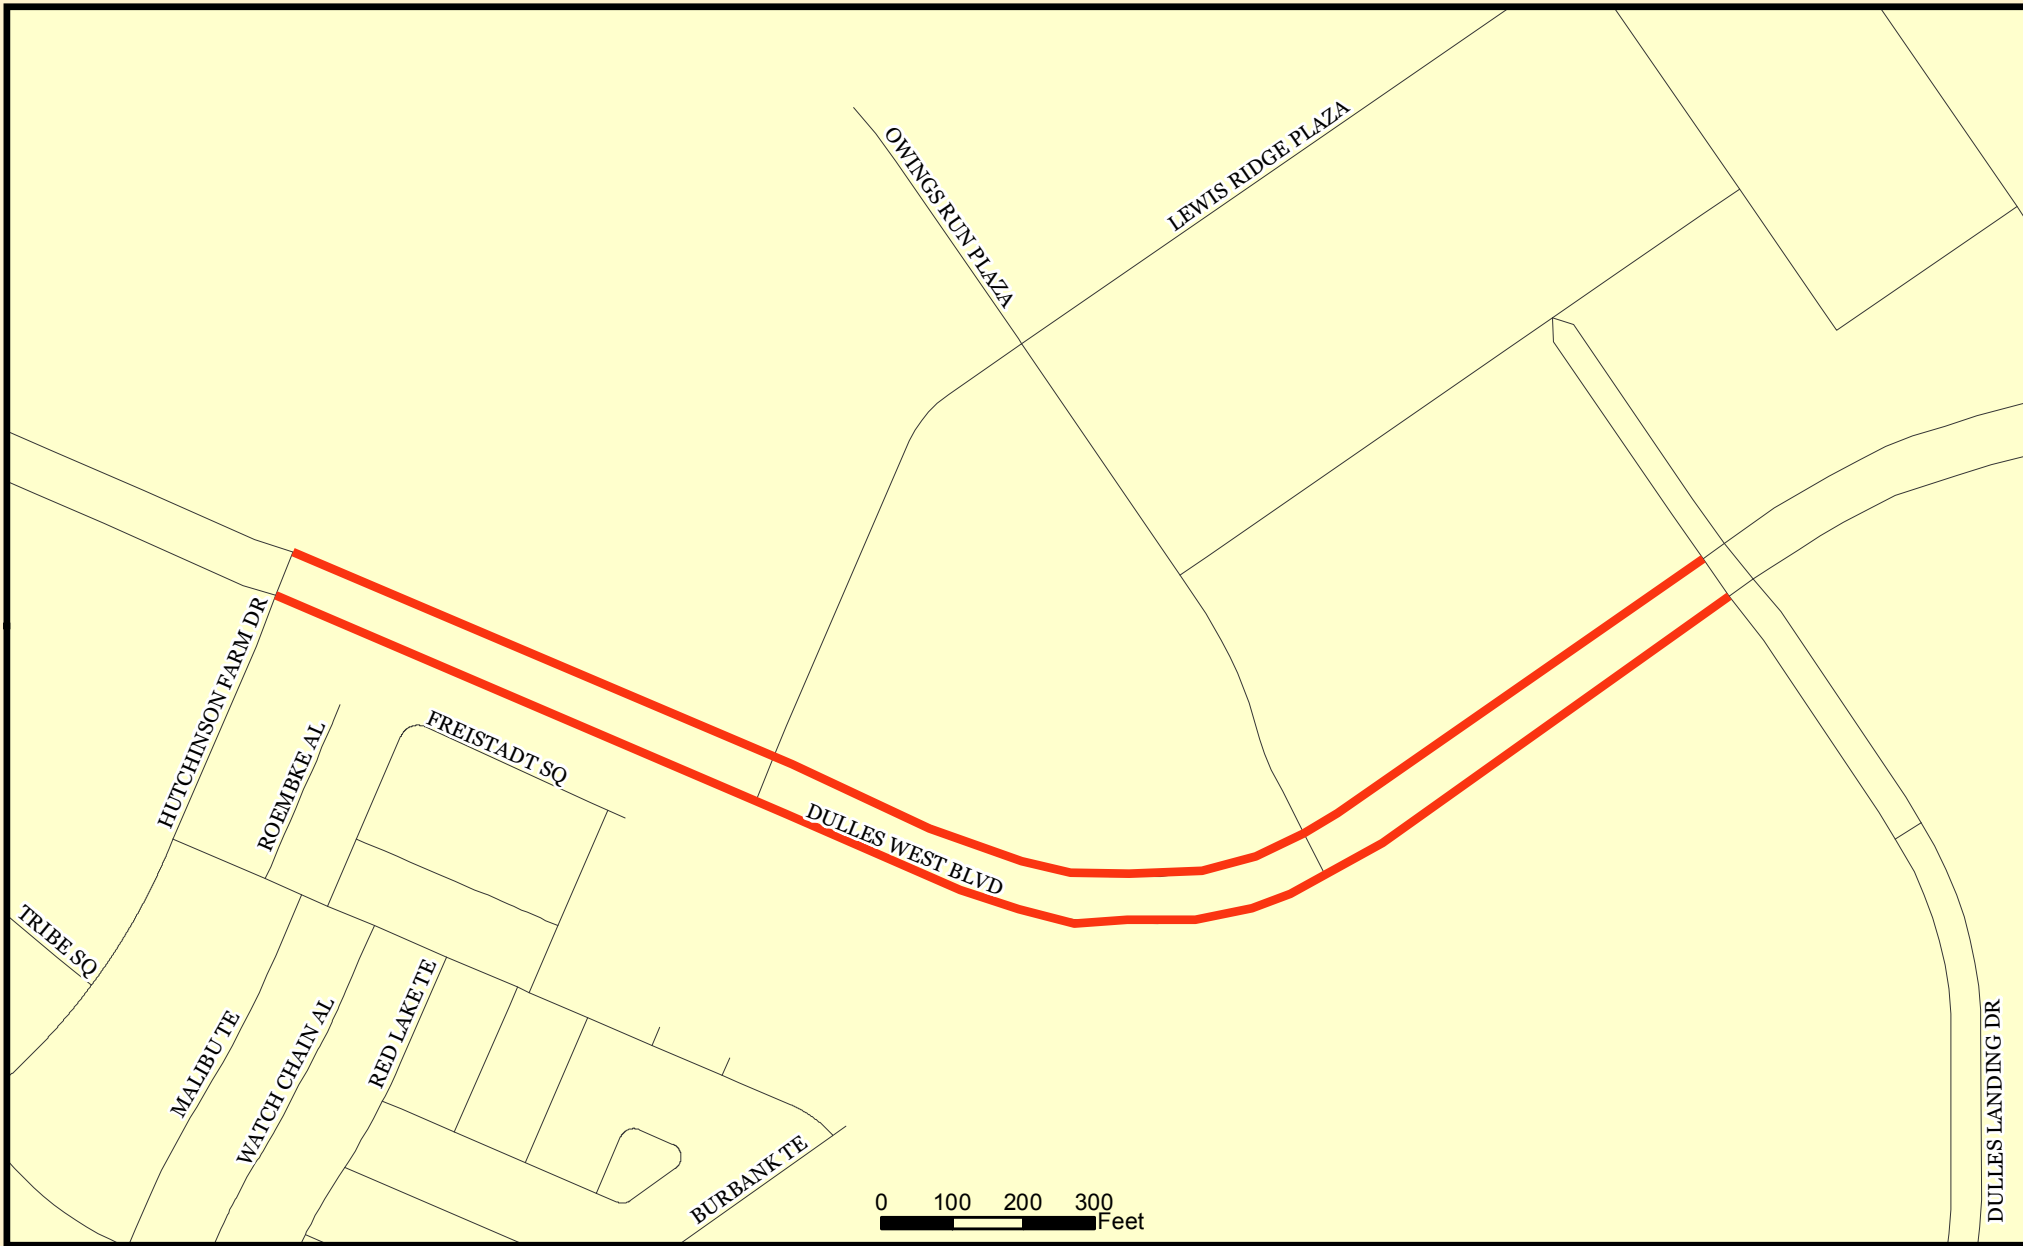 OWINGS RUN PLAZA
LEWIS RIDGE PLAZA
HUTCHINSON FARM DR
ROEMBKE AL
FREISTADT SQ
DULLES WEST BLVD
TRIBE SQ
MALIBU TE
WATCH CHAIN AL
RED LAKE TE
BURBANK TE
DULLES LANDING DR
0 100 200 300
Feet